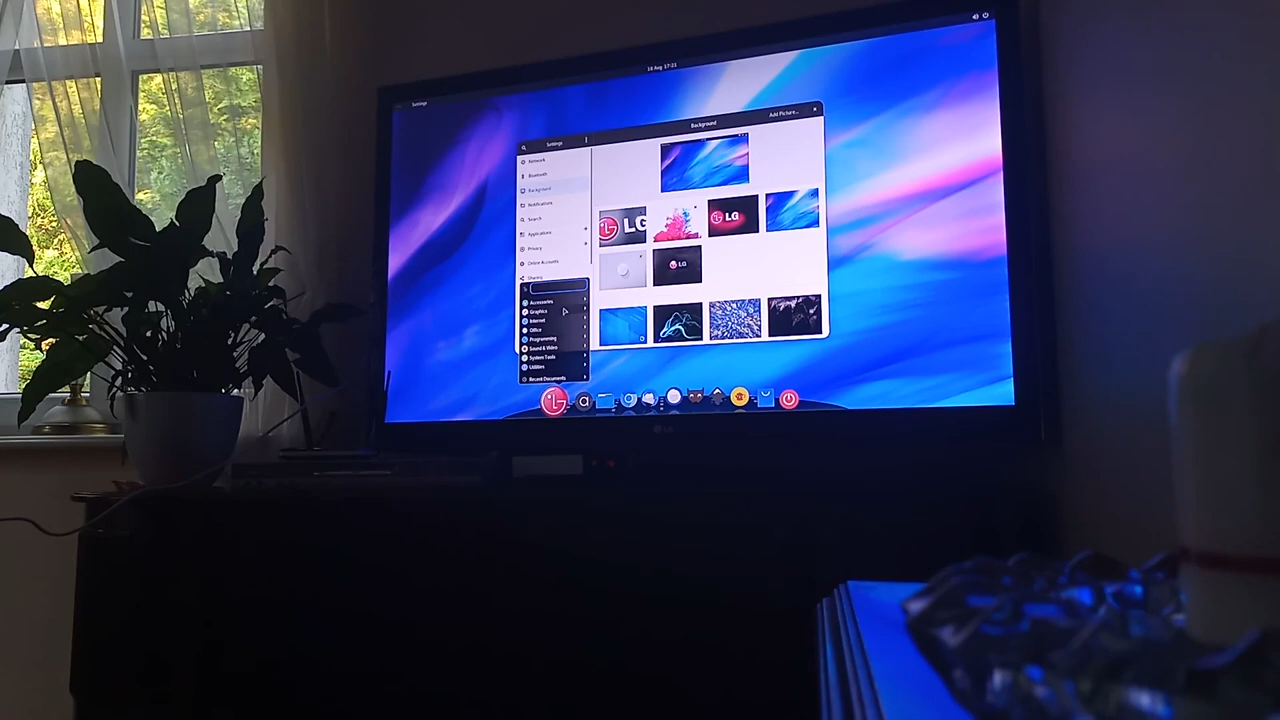 Settings
18 Aug 17:21
Settings
Background
Add Picture...
Network
Bluetooth
Background
Notifications
Search
Applications
Privacy
Online Accounts
Sharing
LG
LG
LG
Accessories
Graphics
Internet
Office
Programming
Sound & Video
System Tools
Utilities
Recent Documents
LG